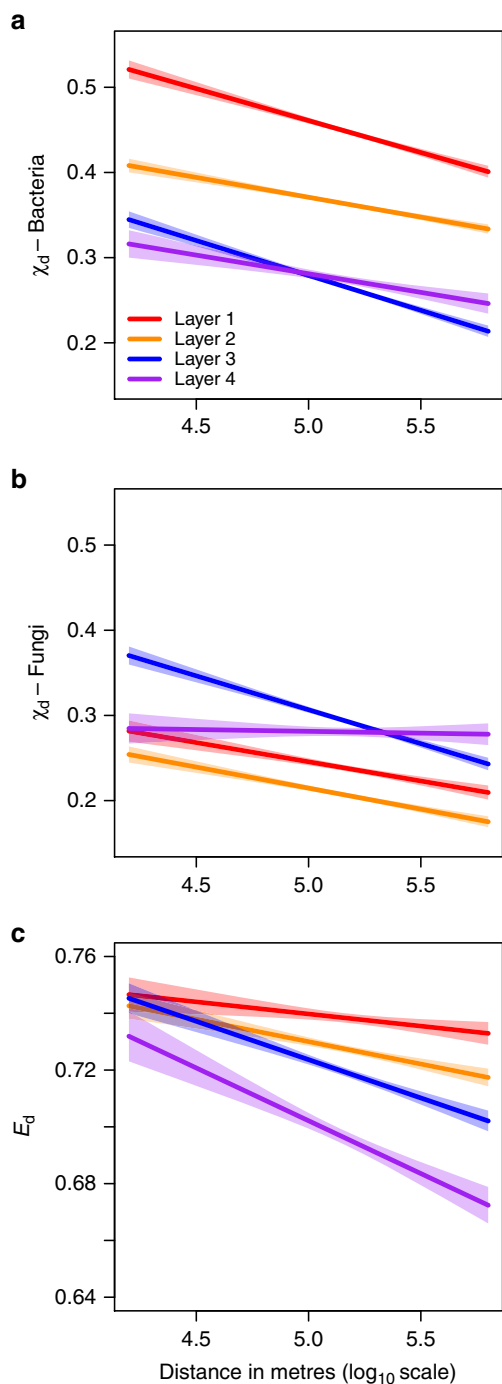 a
0.5
0.4
0.3
0.2
χd – Bacteria
Layer 1
Layer 2
Layer 3
Layer 4
4.5 5.0 5.5
b
0.5
0.4
0.3
0.2
χd – Fungi
4.5 5.0 5.5
c
0.76
0.72
0.68
0.64
Ed
4.5 5.0 5.5
Distance in metres (log10 scale)